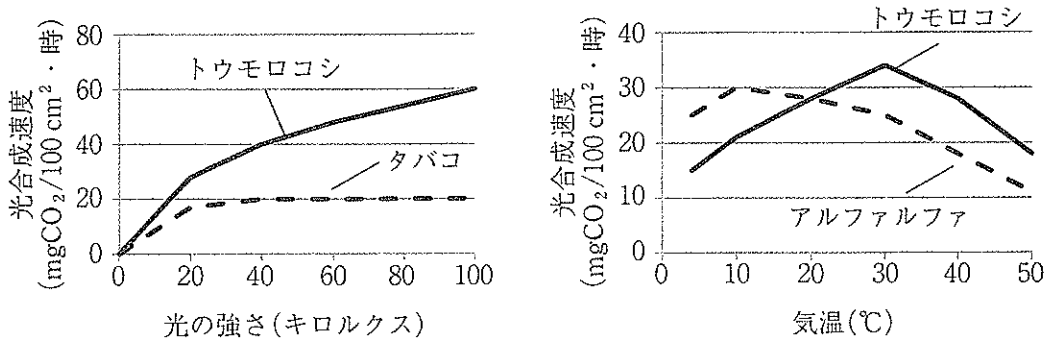 光合成速度
(mgCO₂/100 cm²・時)
80
60
40
20
0
トウモロコシ
タバコ
0 20 40 60 80 100
光の強さ(キロルクス)
光合成速度
(mgCO₂/100 cm²・時)
40
30
20
10
0
トウモロコシ
アルファルファ
0 10 20 30 40 50
気温(℃)